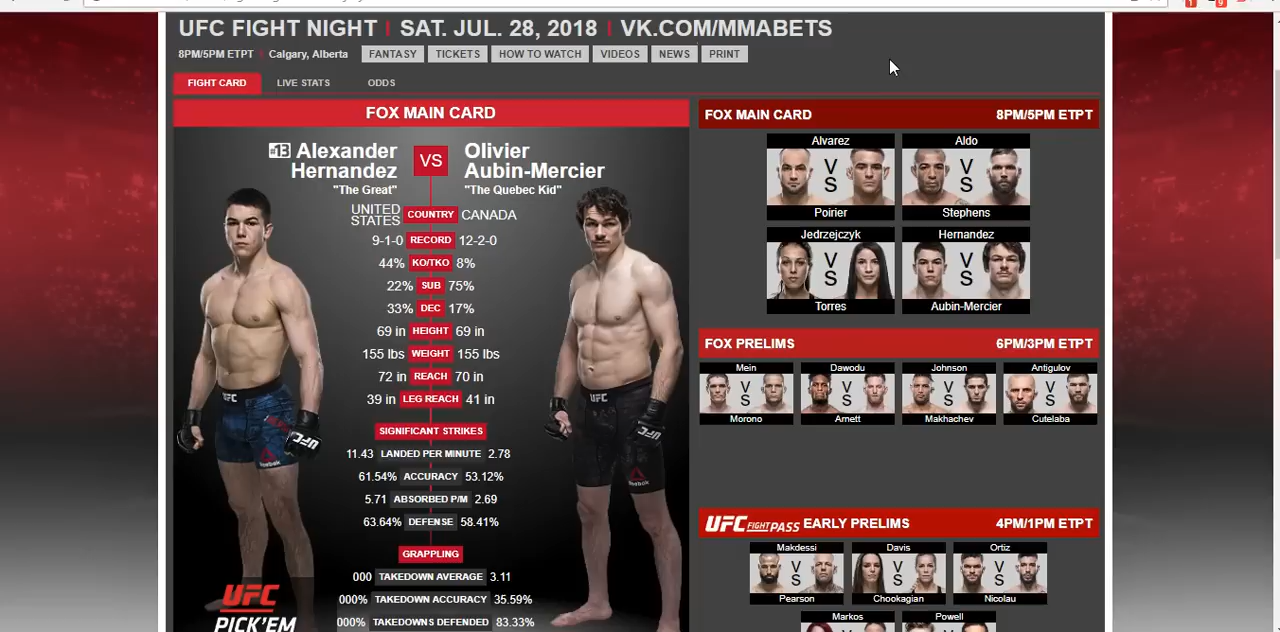 UFC FIGHT NIGHT | SAT. JUL. 28, 2018 | VK.COM/MMABETS
8PM/5PM ETPT | Calgary, Alberta
FANTASY
TICKETS
HOW TO WATCH
VIDEOS
NEWS
PRINT
FIGHT CARD
LIVE STATS
ODDS
FOX MAIN CARD
#13 Alexander
Hernandez
"The Great"
VS
Olivier
Aubin-Mercier
"The Quebec Kid"
UNITED
STATES
COUNTRY CANADA
9-1-0 RECORD 12-2-0
44% KO/TKO 8%
22% SUB 75%
33% DEC 17%
69 in HEIGHT 69 in
155 lbs WEIGHT 155 lbs
72 in REACH 70 in
39 in LEG REACH 41 in
SIGNIFICANT STRIKES
11.43 LANDED PER MINUTE 2.78
61.54% ACCURACY 53.12%
5.71 ABSORBED P/M 2.69
63.64% DEFENSE 58.41%
GRAPPLING
000 TAKEDOWN AVERAGE 3.11
000% TAKEDOWN ACCURACY 35.59%
000% TAKEDOWNS DEFENDED 83.33%
UFC
UFC
UFC
UFC
Reebok
Reebok
UFC
PICK'EM
FOX MAIN CARD 8PM/5PM ETPT
Alvarez
VS
Poirier
Aldo
VS
Stephens
Jedrzejczyk
VS
Torres
Hernandez
VS
Aubin-Mercier
FOX PRELIMS 6PM/3PM ETPT
Mein
VS
Morono
Dawodu
VS
Arnett
Johnson
VS
Makhachev
Antigulov
VS
Cutelaba
UFC FIGHT PASS EARLY PRELIMS 4PM/1PM ETPT
Makdessi
VS
Pearson
Davis
VS
Chookagian
Ortiz
VS
Nicolau
Markos
Powell